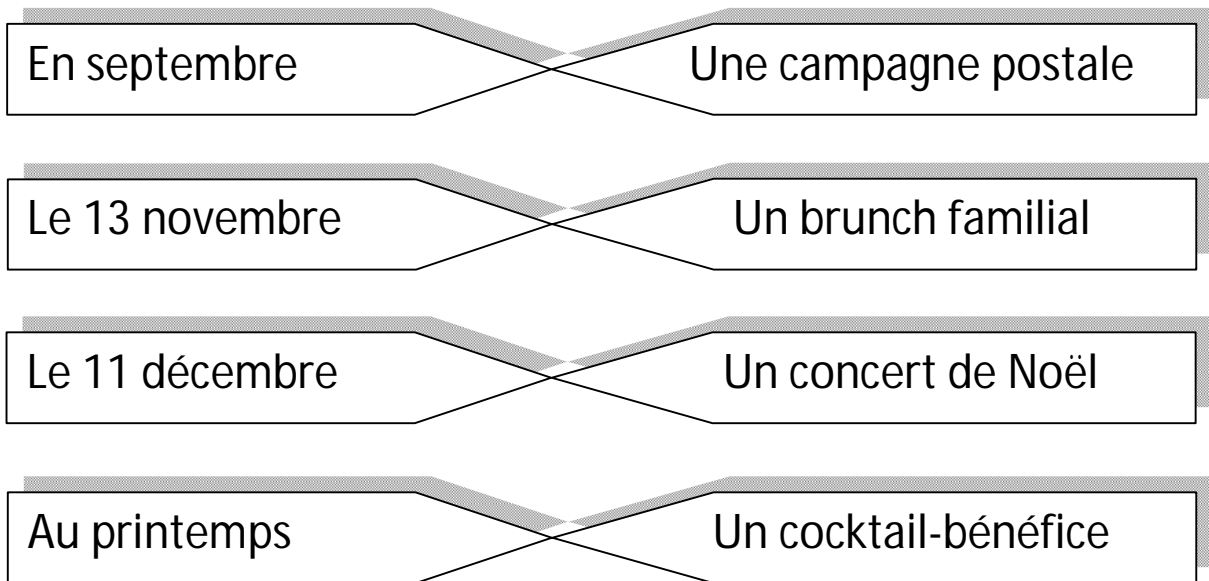 En septembre Une campagne postale
Le 13 novembre Un brunch familial
Le 11 décembre Un concert de Noël
Au printemps Un cocktail-bénéfice